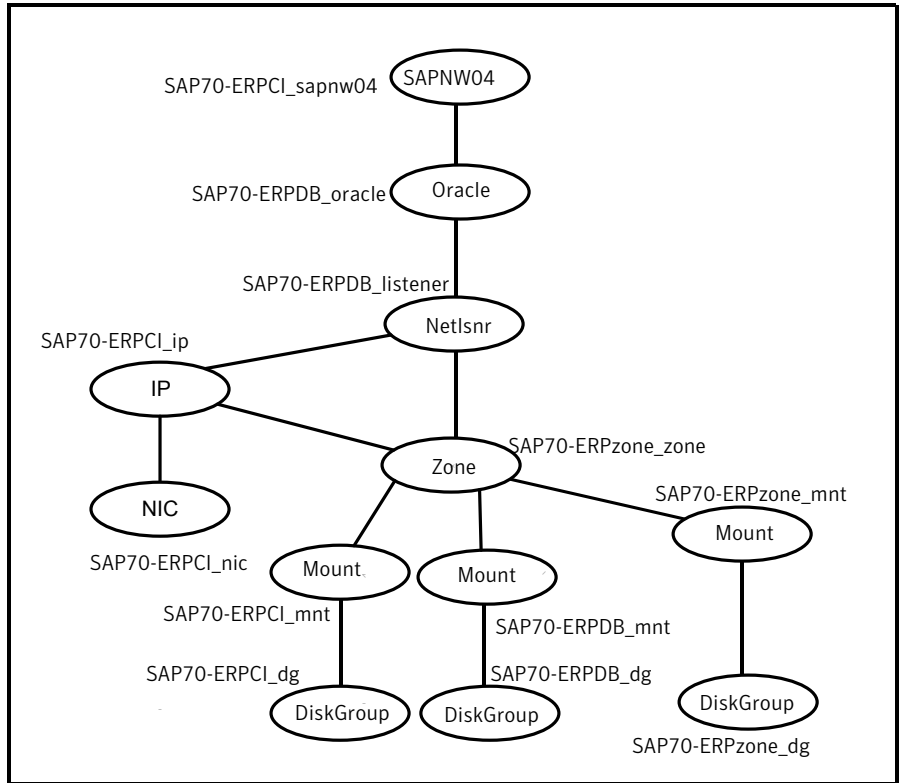 SAP70-ERPCI_sapnw04
SAPNW04
SAP70-ERPDB_oracle
Oracle
SAP70-ERPDB_listener
Netlsnr
SAP70-ERPCI_ip
IP
SAP70-ERPzone_zone
Zone
SAP70-ERPzone_mnt
NIC
Mount
SAP70-ERPCI_nic
Mount
Mount
SAP70-ERPCI_mnt
SAP70-ERPDB_mnt
SAP70-ERPCI_dg
SAP70-ERPDB_dg
DiskGroup
DiskGroup
DiskGroup
SAP70-ERPzone_dg